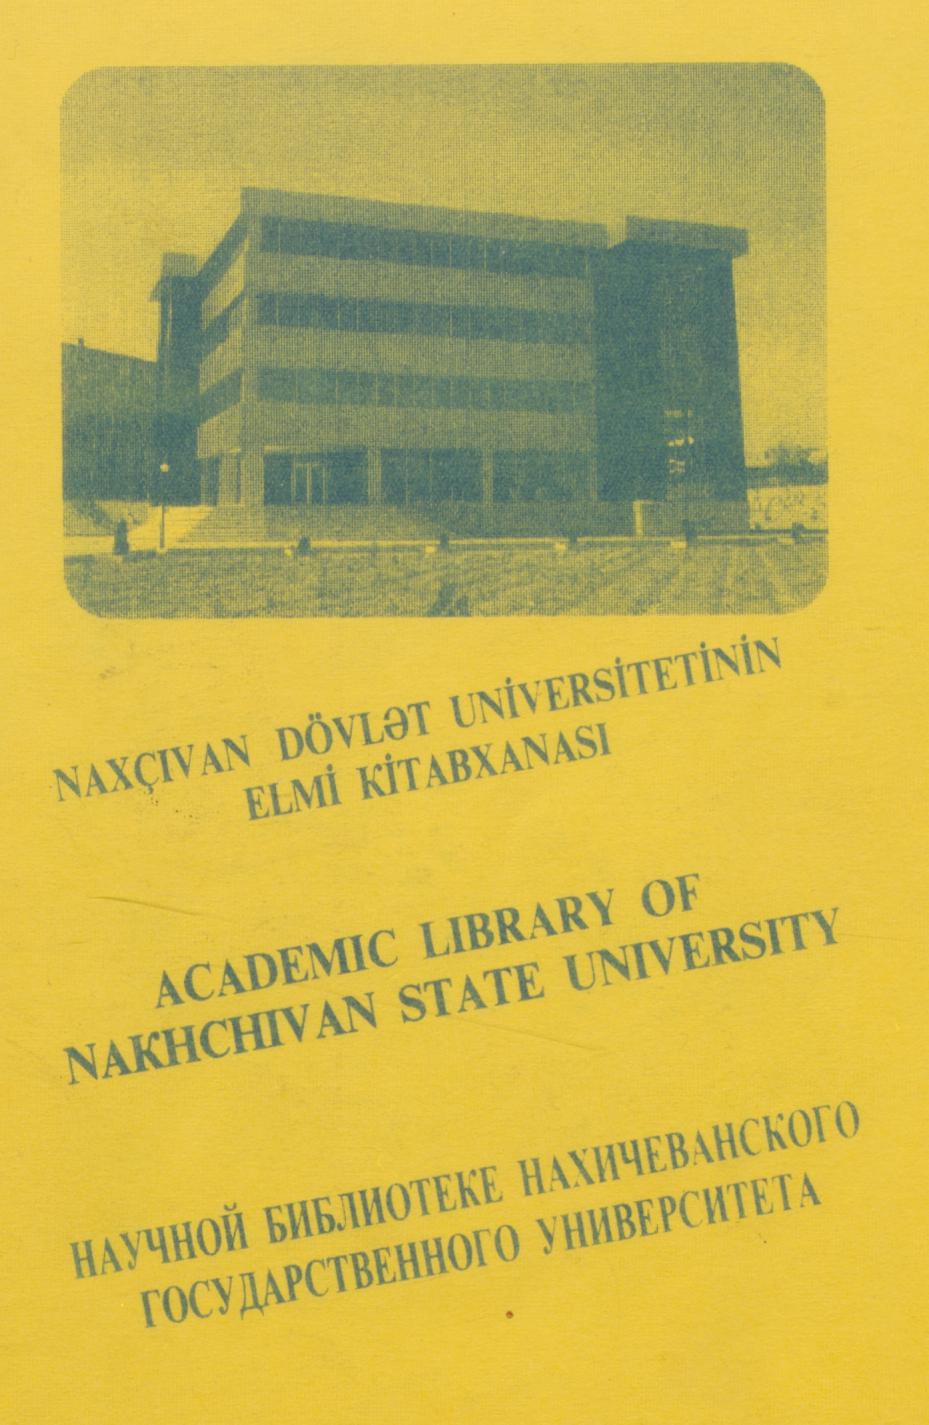 NAXÇIVAN DÖVLƏT UNİVERSİTETİNİN
ELMİ KİTABXANASI
ACADEMIC LIBRARY OF
NAKHCHIVAN STATE UNIVERSITY
НАУЧНОЙ БИБЛИОТЕКЕ НАХИЧЕВАНСКОГО
ГОСУДАРСТВЕННОГО УНИВЕРСИТЕТА